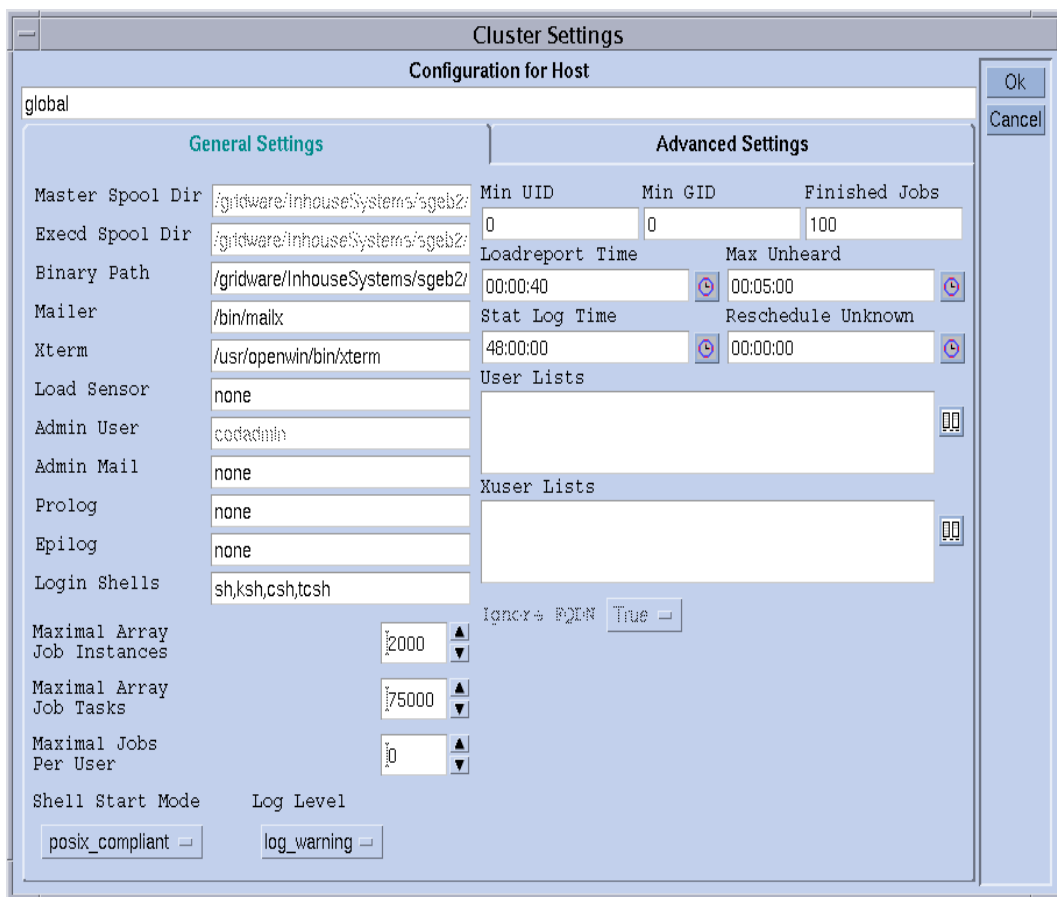 Cluster Settings
Configuration for Host
global
Ok
Cancel
General Settings
Advanced Settings
Master Spool Dir /gridware/InhouseSystems/sgeb2/
Execd Spool Dir /gridware/InhouseSystems/sgeb2/
Binary Path /gridware/InhouseSystems/sgeb2/
Mailer /bin/mailx
Xterm /usr/openwin/bin/xterm
Load Sensor none
Admin User codadmin
Admin Mail none
Prolog none
Epilog none
Login Shells sh,ksh,csh,tcsh
Maximal Array
Job Instances 2000
Maximal Array
Job Tasks 75000
Maximal Jobs
Per User 0
Shell Start Mode Log Level
posix_compliant log_warning
Min UID Min GID Finished Jobs
0 0 100
Loadreport Time Max Unheard
00:00:40 00:05:00
Stat Log Time Reschedule Unknown
48:00:00 00:00:00
User Lists
Xuser Lists
Ignore FQDN True